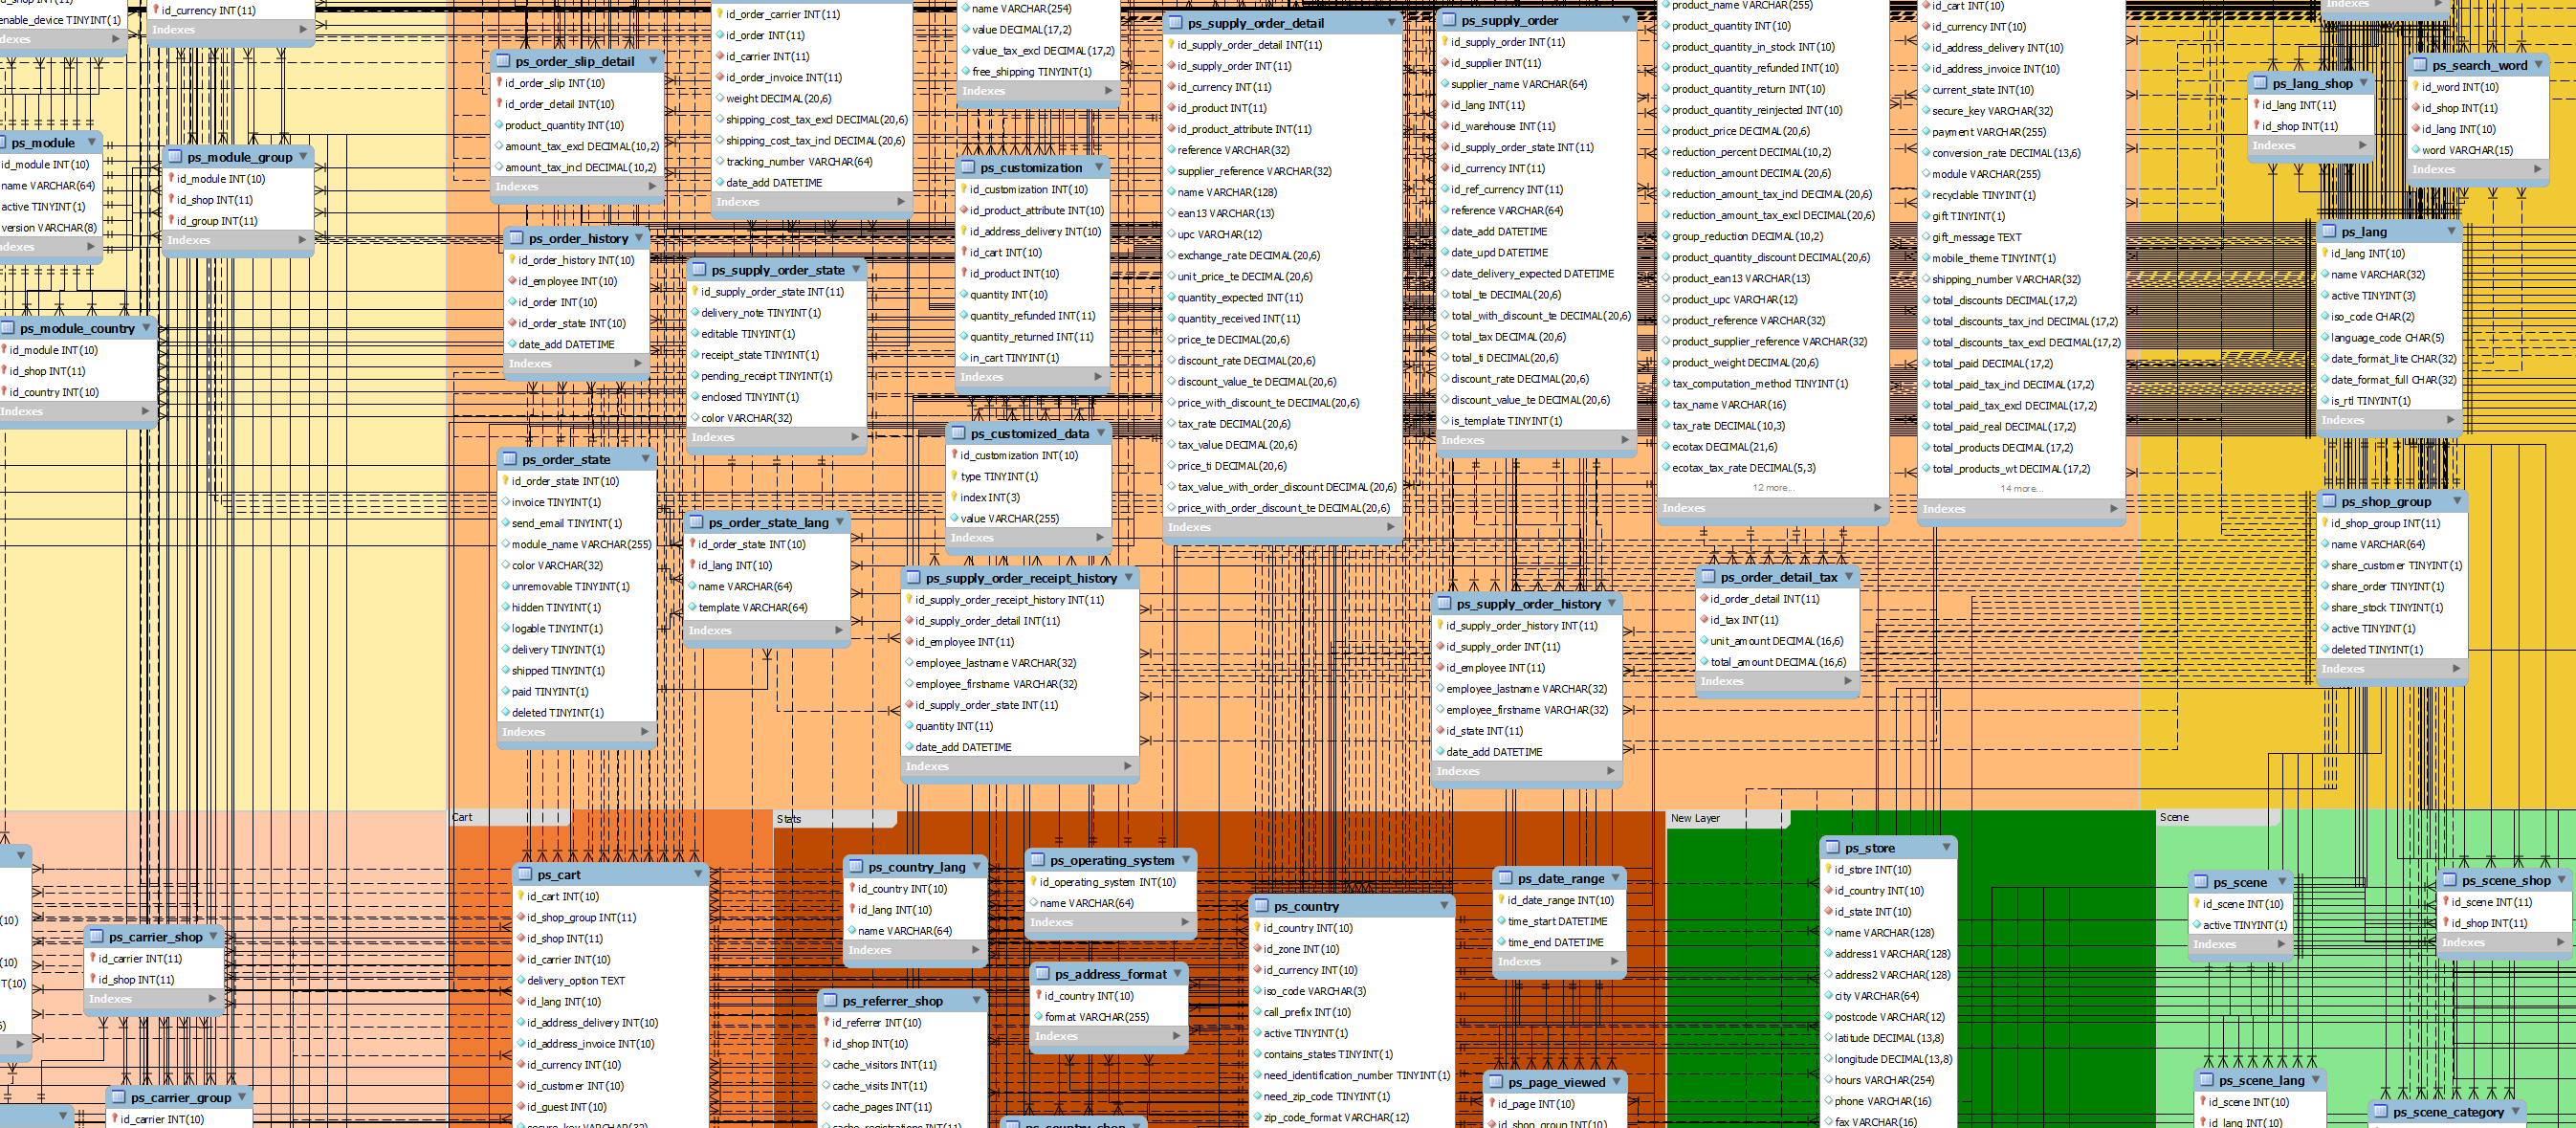 enable_device TINYINT(1)
Indexes
id_currency INT(11)
Indexes
ps_module
id_module INT(10)
name VARCHAR(64)
active TINYINT(1)
version VARCHAR(8)
Indexes
ps_module_group
id_module INT(10)
id_shop INT(11)
id_group INT(11)
Indexes
ps_module_country
id_module INT(10)
id_shop INT(11)
id_country INT(10)
Indexes
ps_order_slip_detail
id_order_slip INT(10)
id_order_detail INT(10)
product_quantity INT(10)
amount_tax_excl DECIMAL(10,2)
amount_tax_incl DECIMAL(10,2)
Indexes
ps_order_history
id_order_history INT(10)
id_employee INT(10)
id_order INT(10)
id_order_state INT(10)
date_add DATETIME
Indexes
ps_order_state
id_order_state INT(10)
invoice TINYINT(1)
send_email TINYINT(1)
module_name VARCHAR(255)
color VARCHAR(32)
unremovable TINYINT(1)
hidden TINYINT(1)
logable TINYINT(1)
delivery TINYINT(1)
shipped TINYINT(1)
paid TINYINT(1)
deleted TINYINT(1)
Indexes
id_order_carrier INT(11)
id_order INT(11)
id_carrier INT(11)
id_order_invoice INT(11)
weight DECIMAL(20,6)
shipping_cost_tax_excl DECIMAL(20,6)
shipping_cost_tax_incl DECIMAL(20,6)
tracking_number VARCHAR(64)
date_add DATETIME
Indexes
ps_supply_order_state
id_supply_order_state INT(11)
delivery_note TINYINT(1)
editable TINYINT(1)
receipt_state TINYINT(1)
pending_receipt TINYINT(1)
enclosed TINYINT(1)
color VARCHAR(32)
Indexes
ps_order_state_lang
id_order_state INT(10)
id_lang INT(10)
name VARCHAR(64)
template VARCHAR(64)
Indexes
name VARCHAR(254)
value DECIMAL(17,2)
value_tax_excl DECIMAL(17,2)
free_shipping TINYINT(1)
Indexes
ps_customization
id_customization INT(10)
id_product_attribute INT(10)
id_address_delivery INT(10)
id_cart INT(10)
id_product INT(10)
quantity INT(10)
quantity_refunded INT(11)
quantity_returned INT(11)
in_cart TINYINT(1)
Indexes
ps_customized_data
id_customization INT(10)
type TINYINT(1)
index INT(3)
value VARCHAR(255)
Indexes
ps_supply_order_receipt_history
id_supply_order_receipt_history INT(11)
id_supply_order_detail INT(11)
id_employee INT(11)
employee_lastname VARCHAR(32)
employee_firstname VARCHAR(32)
id_supply_order_state INT(11)
quantity INT(11)
date_add DATETIME
Indexes
ps_supply_order_detail
id_supply_order_detail INT(11)
id_supply_order INT(11)
id_currency INT(11)
id_product INT(11)
id_product_attribute INT(11)
reference VARCHAR(32)
supplier_reference VARCHAR(32)
name VARCHAR(128)
ean13 VARCHAR(13)
upc VARCHAR(12)
exchange_rate DECIMAL(20,6)
unit_price_te DECIMAL(20,6)
quantity_expected INT(11)
quantity_received INT(11)
price_te DECIMAL(20,6)
discount_rate DECIMAL(20,6)
discount_value_te DECIMAL(20,6)
price_with_discount_te DECIMAL(20,6)
tax_rate DECIMAL(20,6)
tax_value DECIMAL(20,6)
price_ti DECIMAL(20,6)
tax_value_with_order_discount DECIMAL(20,6)
price_with_order_discount_te DECIMAL(20,6)
Indexes
ps_supply_order
id_supply_order INT(11)
id_supplier INT(11)
supplier_name VARCHAR(64)
id_lang INT(11)
id_warehouse INT(11)
id_supply_order_state INT(11)
id_currency INT(11)
id_ref_currency INT(11)
reference VARCHAR(64)
date_add DATETIME
date_upd DATETIME
date_delivery_expected DATETIME
total_te DECIMAL(20,6)
total_with_discount_te DECIMAL(20,6)
total_tax DECIMAL(20,6)
total_ti DECIMAL(20,6)
discount_rate DECIMAL(20,6)
discount_value_te DECIMAL(20,6)
is_template TINYINT(1)
Indexes
ps_supply_order_history
id_supply_order_history INT(11)
id_supply_order INT(11)
id_employee INT(11)
employee_lastname VARCHAR(32)
employee_firstname VARCHAR(32)
id_state INT(11)
date_add DATETIME
Indexes
product_name VARCHAR(255)
product_quantity INT(10)
product_quantity_in_stock INT(10)
product_quantity_refunded INT(10)
product_quantity_return INT(10)
product_quantity_reinjected INT(10)
product_price DECIMAL(20,6)
reduction_percent DECIMAL(10,2)
reduction_amount DECIMAL(20,6)
reduction_amount_tax_incl DECIMAL(20,6)
reduction_amount_tax_excl DECIMAL(20,6)
group_reduction DECIMAL(10,2)
product_quantity_discount DECIMAL(20,6)
product_ean13 VARCHAR(13)
product_upc VARCHAR(12)
product_reference VARCHAR(32)
product_supplier_reference VARCHAR(32)
product_weight DECIMAL(20,6)
tax_computation_method TINYINT(1)
tax_name VARCHAR(16)
tax_rate DECIMAL(10,3)
ecotax DECIMAL(21,6)
ecotax_tax_rate DECIMAL(5,3)
12 more...
Indexes
ps_order_detail_tax
id_order_detail INT(11)
id_tax INT(11)
unit_amount DECIMAL(16,6)
total_amount DECIMAL(16,6)
Indexes
id_cart INT(10)
id_currency INT(10)
id_address_delivery INT(10)
id_address_invoice INT(10)
current_state INT(10)
secure_key VARCHAR(32)
payment VARCHAR(255)
conversion_rate DECIMAL(13,6)
module VARCHAR(255)
recyclable TINYINT(1)
gift TINYINT(1)
gift_message TEXT
mobile_theme TINYINT(1)
shipping_number VARCHAR(32)
total_discounts DECIMAL(17,2)
total_discounts_tax_incl DECIMAL(17,2)
total_discounts_tax_excl DECIMAL(17,2)
total_paid DECIMAL(17,2)
total_paid_tax_incl DECIMAL(17,2)
total_paid_tax_excl DECIMAL(17,2)
total_paid_real DECIMAL(17,2)
total_products DECIMAL(17,2)
total_products_wt DECIMAL(17,2)
14 more...
Indexes
Indexes
ps_lang_shop
id_lang INT(11)
id_shop INT(11)
Indexes
ps_search_word
id_word INT(10)
id_shop INT(11)
id_lang INT(10)
word VARCHAR(15)
Indexes
ps_lang
id_lang INT(10)
name VARCHAR(32)
active TINYINT(3)
iso_code CHAR(2)
language_code CHAR(5)
date_format_lite CHAR(32)
date_format_full CHAR(32)
is_rtl TINYINT(1)
Indexes
ps_shop_group
id_shop_group INT(11)
name VARCHAR(64)
share_customer TINYINT(1)
share_order TINYINT(1)
share_stock TINYINT(1)
active TINYINT(1)
deleted TINYINT(1)
Indexes
ps_carrier_shop
id_carrier INT(11)
id_shop INT(11)
Indexes
ps_carrier_group
id_carrier INT(10)
Cart
ps_cart
id_cart INT(10)
id_shop_group INT(11)
id_shop INT(11)
id_carrier INT(10)
delivery_option TEXT
id_lang INT(10)
id_address_delivery INT(10)
id_address_invoice INT(10)
id_currency INT(10)
id_customer INT(10)
id_guest INT(10)
secure_key VARCHAR(32)
Stats
ps_country_lang
id_country INT(10)
id_lang INT(10)
name VARCHAR(64)
Indexes
ps_referrer_shop
id_referrer INT(10)
id_shop INT(10)
cache_visitors INT(11)
cache_visits INT(11)
cache_pages INT(11)
cache_registrations INT(11)
ps_operating_system
id_operating_system INT(10)
name VARCHAR(64)
Indexes
ps_address_format
id_country INT(10)
format VARCHAR(255)
Indexes
ps_country_shop
ps_country
id_country INT(10)
id_zone INT(10)
id_currency INT(10)
iso_code VARCHAR(3)
call_prefix INT(10)
active TINYINT(1)
contains_states TINYINT(1)
need_identification_number TINYINT(1)
need_zip_code TINYINT(1)
zip_code_format VARCHAR(12)
ps_date_range
id_date_range INT(10)
time_start DATETIME
time_end DATETIME
Indexes
ps_page_viewed
id_page INT(10)
id_shop_group INT(10)
New Layer
ps_store
id_store INT(10)
id_country INT(10)
id_state INT(10)
name VARCHAR(128)
address1 VARCHAR(128)
address2 VARCHAR(128)
city VARCHAR(64)
postcode VARCHAR(12)
latitude DECIMAL(13,8)
longitude DECIMAL(13,8)
hours VARCHAR(254)
phone VARCHAR(16)
fax VARCHAR(16)
Scene
ps_scene
id_scene INT(10)
active TINYINT(1)
Indexes
ps_scene_shop
id_scene INT(11)
id_shop INT(11)
Indexes
ps_scene_lang
id_scene INT(10)
id_lang INT(10)
ps_scene_category